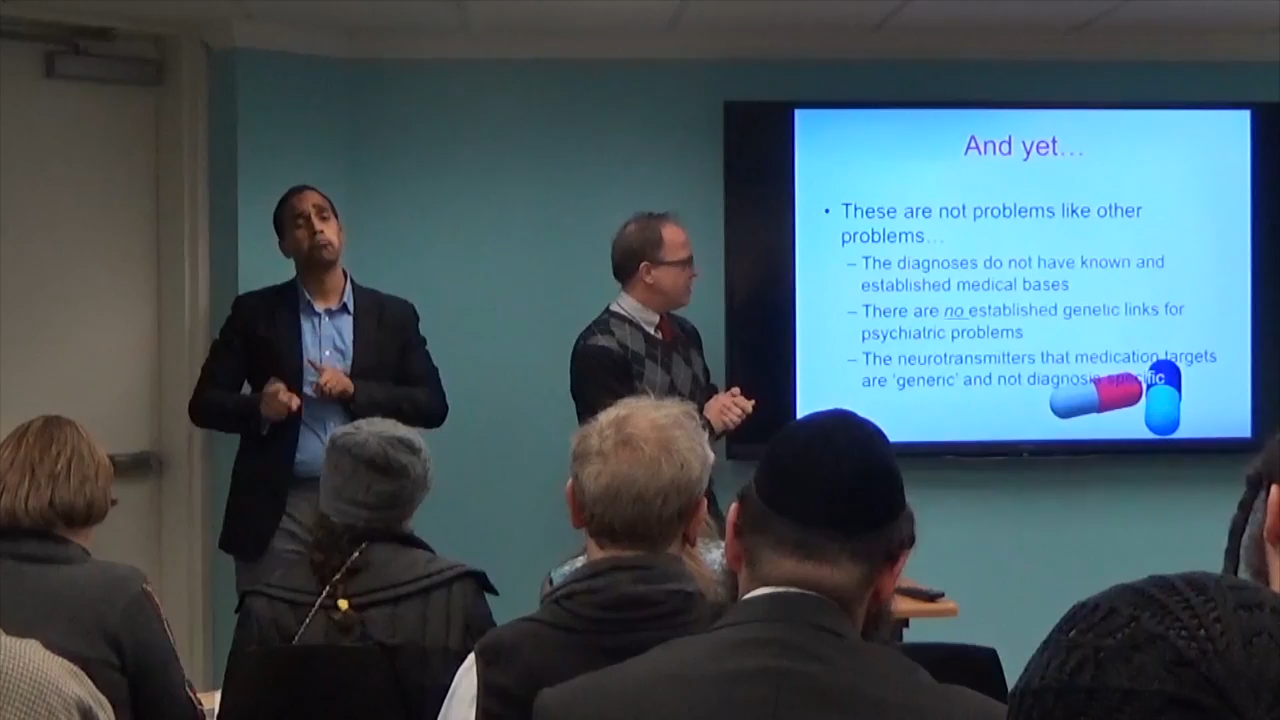 And yet…
• These are not problems like other
problems…
– The diagnoses do not have known and
established medical bases
– There are no established genetic links for
psychiatric problems
– The neurotransmitters that medication targets
are 'generic' and not diagnosis specific